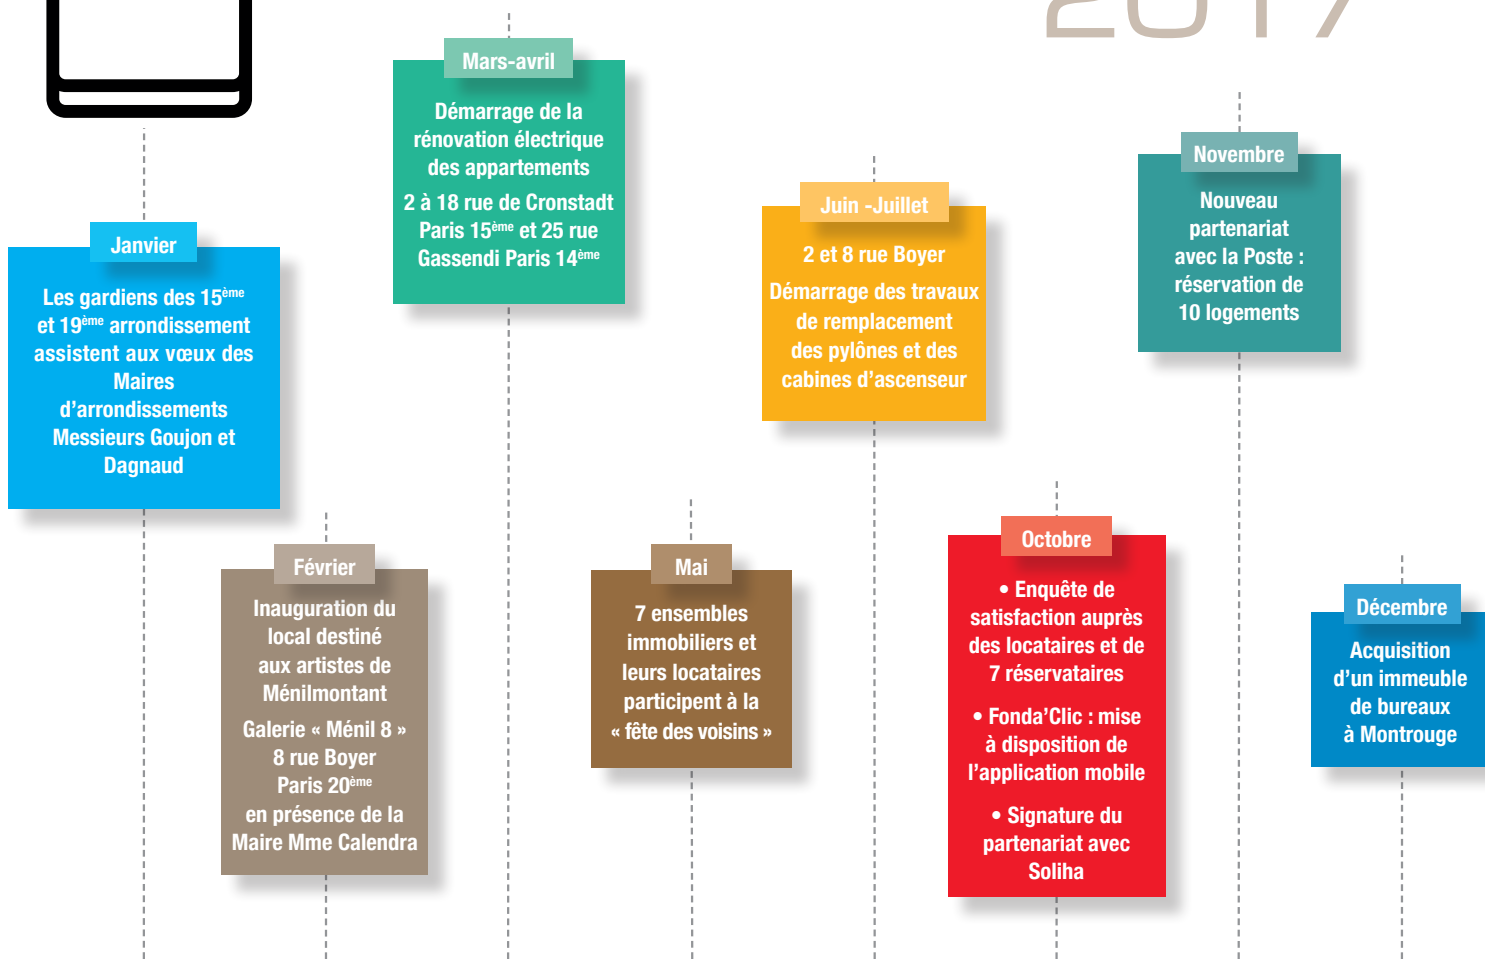 2017
Janvier
Les gardiens des 15ème
et 19ème arrondissement
assistent aux vœux des
Maires
d’arrondissements
Messieurs Goujon et
Dagnaud
Février
Inauguration du
local destiné
aux artistes de
Ménilmontant
Galerie « Ménil 8 »
8 rue Boyer
Paris 20ème
en présence de la
Maire Mme Calendra
Mars-avril
Démarrage de la
rénovation électrique
des appartements
2 à 18 rue de Cronstadt
Paris 15ème et 25 rue
Gassendi Paris 14ème
Mai
7 ensembles
immobiliers et
leurs locataires
participent à la
« fête des voisins »
Juin -Juillet
2 et 8 rue Boyer
Démarrage des travaux
de remplacement
des pylônes et des
cabines d’ascenseur
Octobre
• Enquête de
satisfaction auprès
des locataires et de
7 réservataires
• Fonda’Clic : mise
à disposition de
l’application mobile
• Signature du
partenariat avec
Soliha
Novembre
Nouveau
partenariat
avec la Poste :
réservation de
10 logements
Décembre
Acquisition
d’un immeuble
de bureaux
à Montrouge